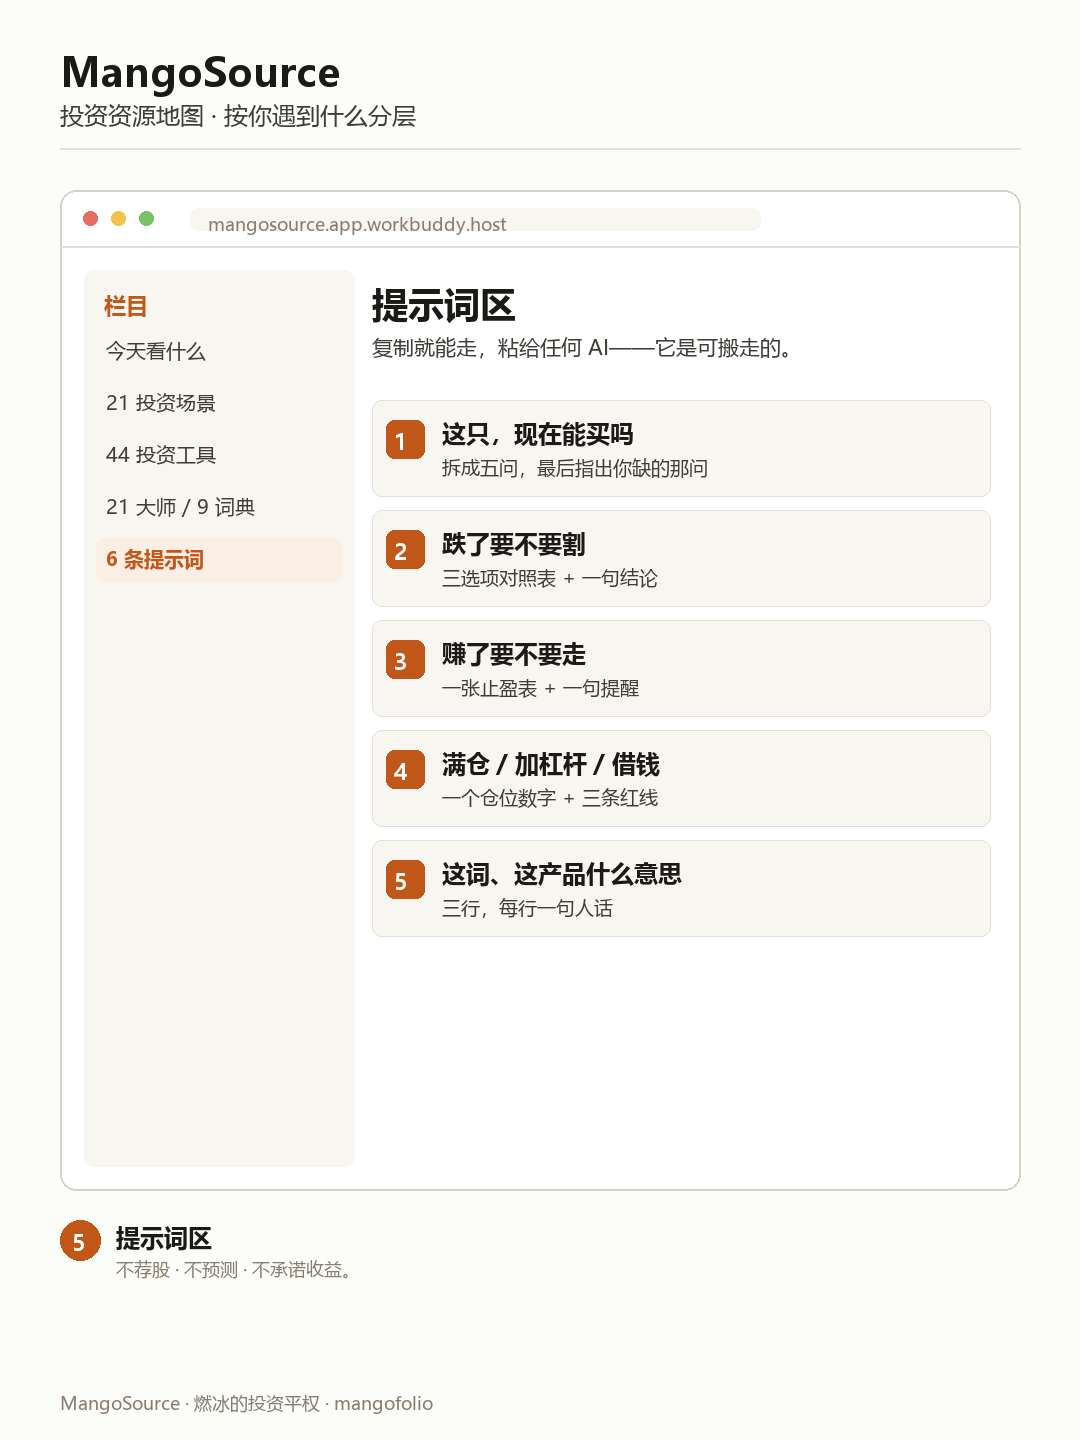 MangoSource
投资资源地图 · 按你遇到什么分层
mangosource.app.workbuddy.host
栏目
今天看什么
21 投资场景
44 投资工具
21 大师 / 9 词典
6 条提示词
提示词区
复制就能走，粘给任何 AI——它是可搬走的。
1
这只，现在能买吗
拆成五问，最后指出你缺的那问
2
跌了要不要割
三选项对照表 + 一句结论
3
赚了要不要走
一张止盈表 + 一句提醒
4
满仓 / 加杠杆 / 借钱
一个仓位数字 + 三条红线
5
这词、这产品什么意思
三行，每行一句人话
5
提示词区
不荐股 · 不预测 · 不承诺收益。
MangoSource · 燃冰的投资平权 · mangofolio